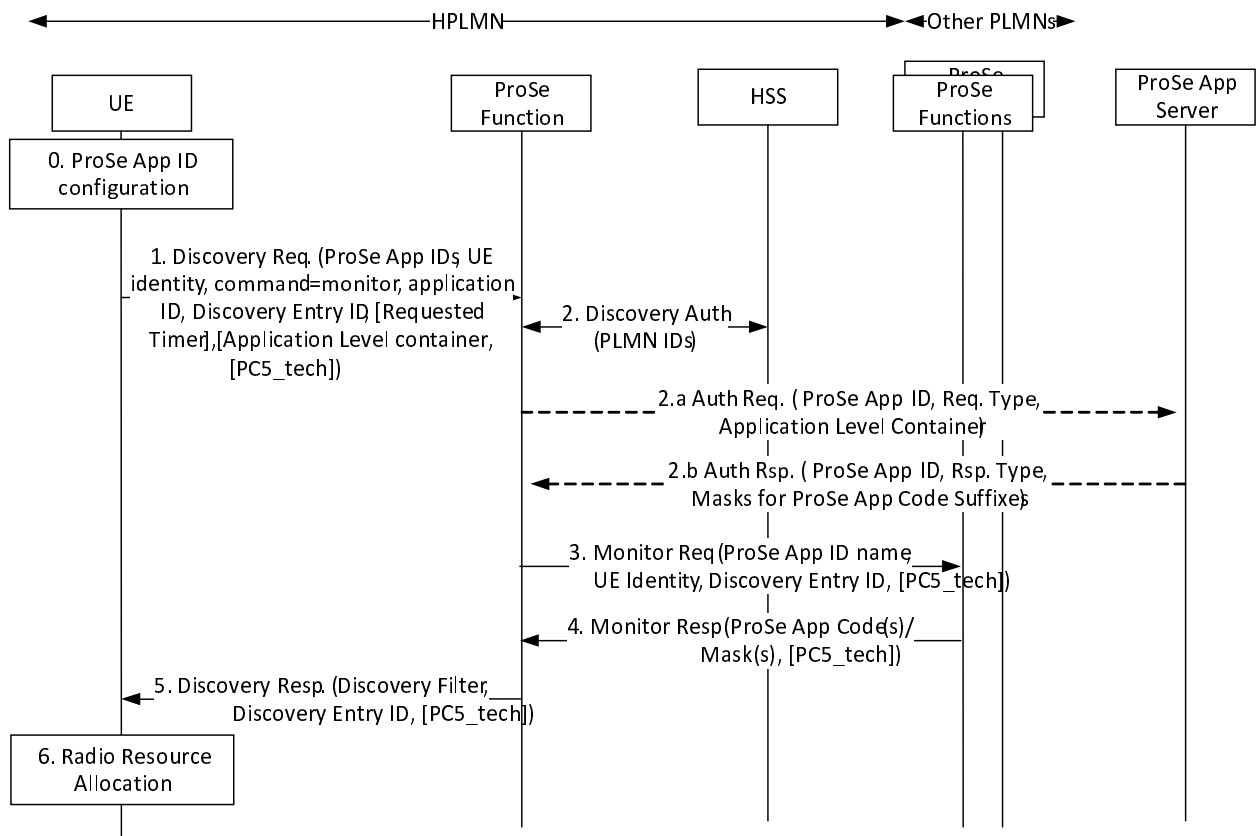 HPLMN
Other PLMNs
UE
ProSe
Function
HSS
ProSe
ProSe
Functions
ProSe App
Server
0. ProSe App ID
configuration
1. Discovery Req. (ProSe App IDs, UE
identity, command=monitor, application
ID, Discovery Entry ID, [Requested
Timer],[Application Level container,
[PC5_tech])
2. Discovery Auth
(PLMN IDs)
2.a Auth Req. ( ProSe App ID, Req. Type,
Application Level Container)
2.b Auth Rsp. ( ProSe App ID, Rsp. Type,
Masks for ProSe App Code Suffixes)
3. Monitor Req(ProSe App ID name,
UE Identity, Discovery Entry ID, [PC5_tech])
4. Monitor Resp(ProSe App Code(s)/
Mask(s), [PC5_tech])
5. Discovery Resp. (Discovery Filter,
Discovery Entry ID, [PC5_tech])
6. Radio Resource
Allocation